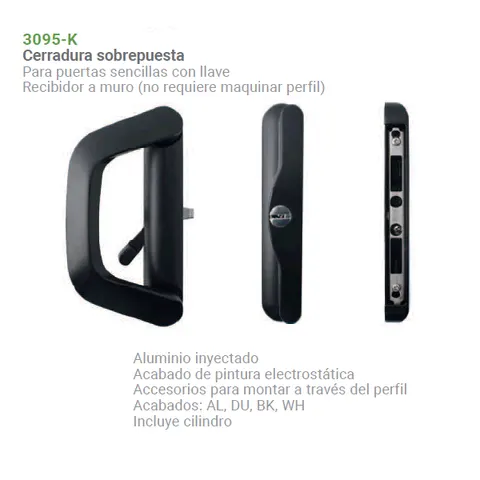 3095-K
Cerradura sobrepuesta
Para puertas sencillas con llave
Recibidor a muro (no requiere maquinar perfil)
Aluminio inyectado
Acabado de pintura electrostática
Accesorios para montar a través del perfil
Acabados: AL, DU, BK, WH
Incluye cilindro